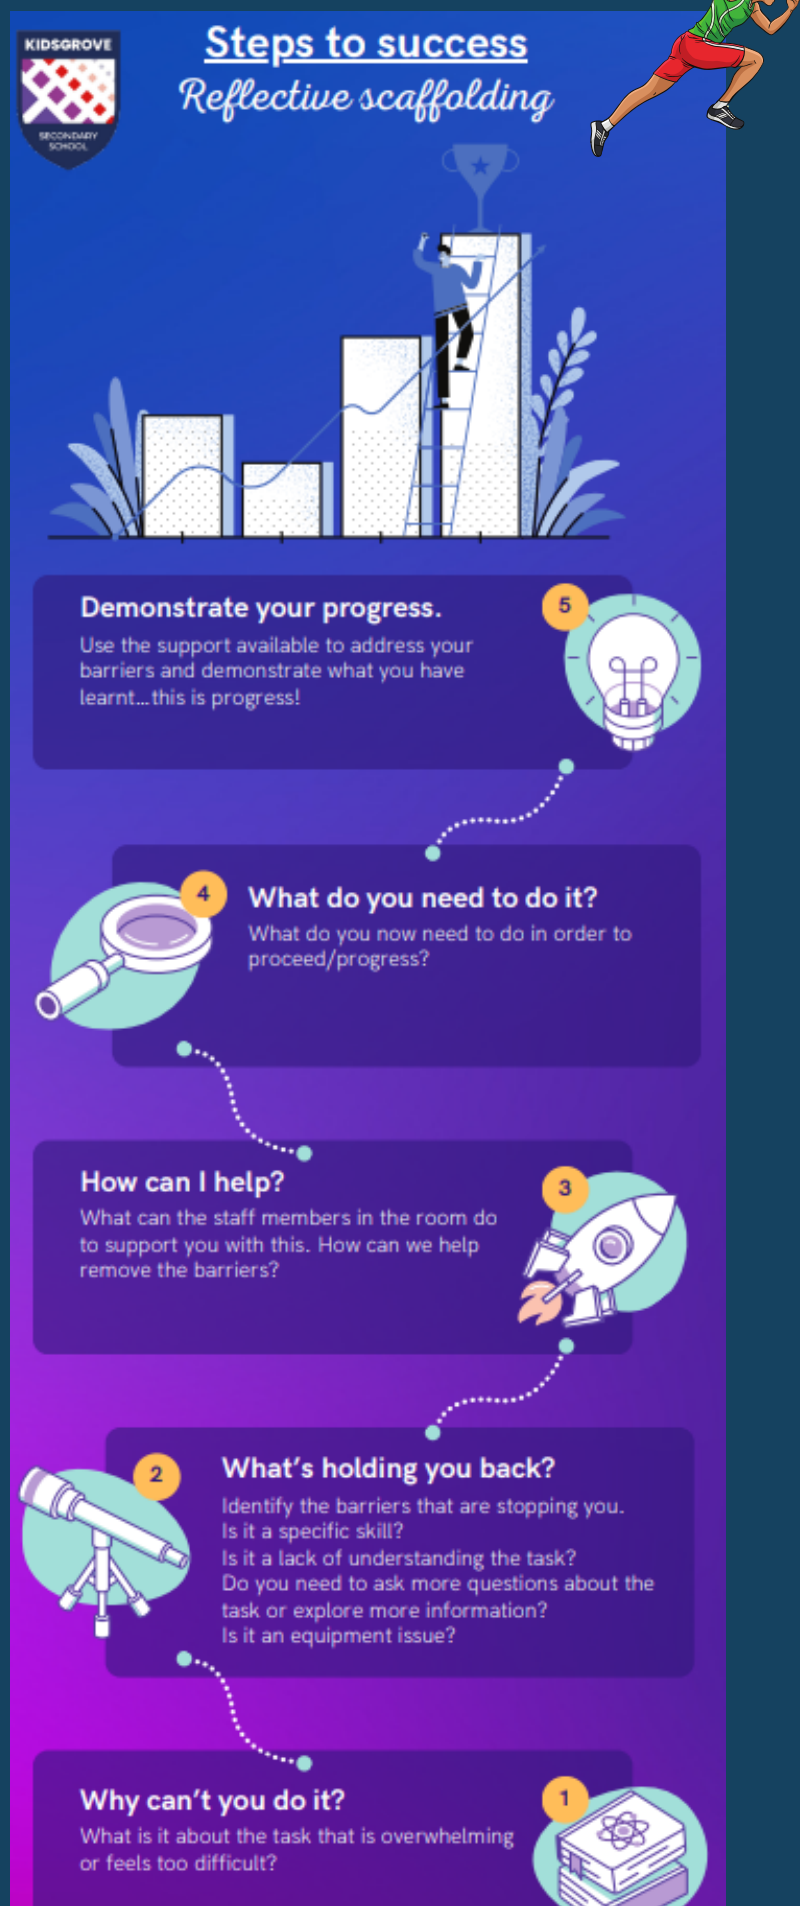 KIDSGROVE
SECONDARY
SCHOOL
Steps to success
Reflective scaffolding
Demonstrate your progress.
5
Use the support available to address your
barriers and demonstrate what you have
learnt...this is progress!
4
What do you need to do it?
What do you now need to do in order to
proceed/progress?
How can I help?
3
What can the staff members in the room do
to support you with this. How can we help
remove the barriers?
2
What's holding you back?
Identify the barriers that are stopping you.
Is it a specific skill?
Is it a lack of understanding the task?
Do you need to ask more questions about the
task or explore more information?
Is it an equipment issue?
Why can't you do it?
1
What is it about the task that is overwhelming
or feels too difficult?